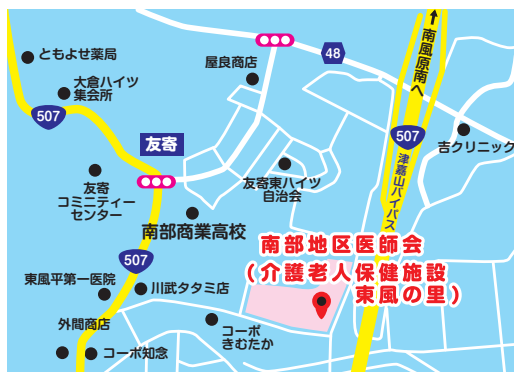 ともよせ薬局
大倉ハイツ
集会所
507
屋良商店
48
南風原南へ
507
津嘉山バイパス
吉クリニック
友寄
友寄
コミニティー
センター
友寄東ハイツ
自治会
南部商業高校
507
南部地区医師会
(介護老人保健施設
東風の里)
東風平第一医院
川武タタミ店
外間商店
コーポ
きむたか
コーポ知念